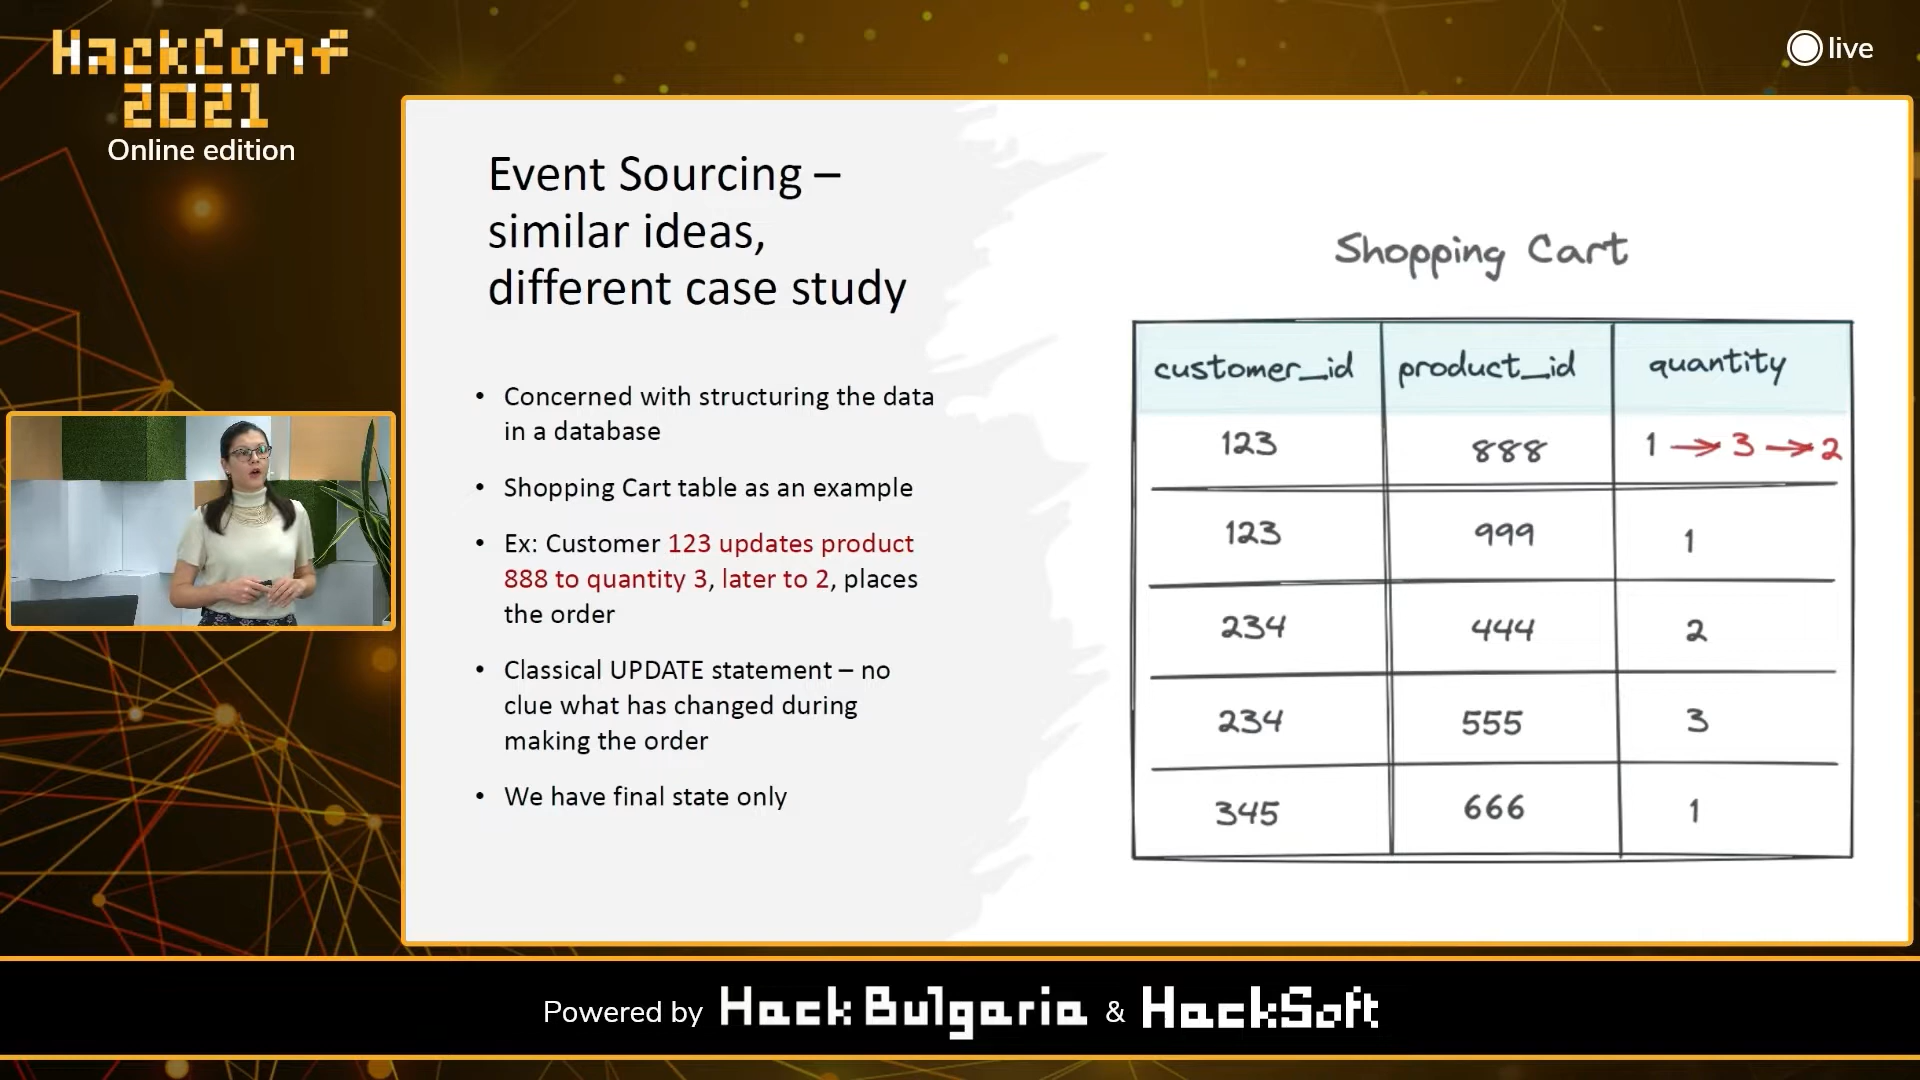 HackConf
2021
Online edition
live
Event Sourcing –
similar ideas,
different case study
• Concerned with structuring the data
in a database
• Shopping Cart table as an example
• Ex: Customer 123 updates product
888 to quantity 3, later to 2, places
the order
• Classical UPDATE statement – no
clue what has changed during
making the order
• We have final state only
Shopping Cart
customer_id product_id quantity
123 888 1 → 3 → 2
123 999 1
234 444 2
234 555 3
345 666 1
Powered by Hack Bulgaria & HackSoft